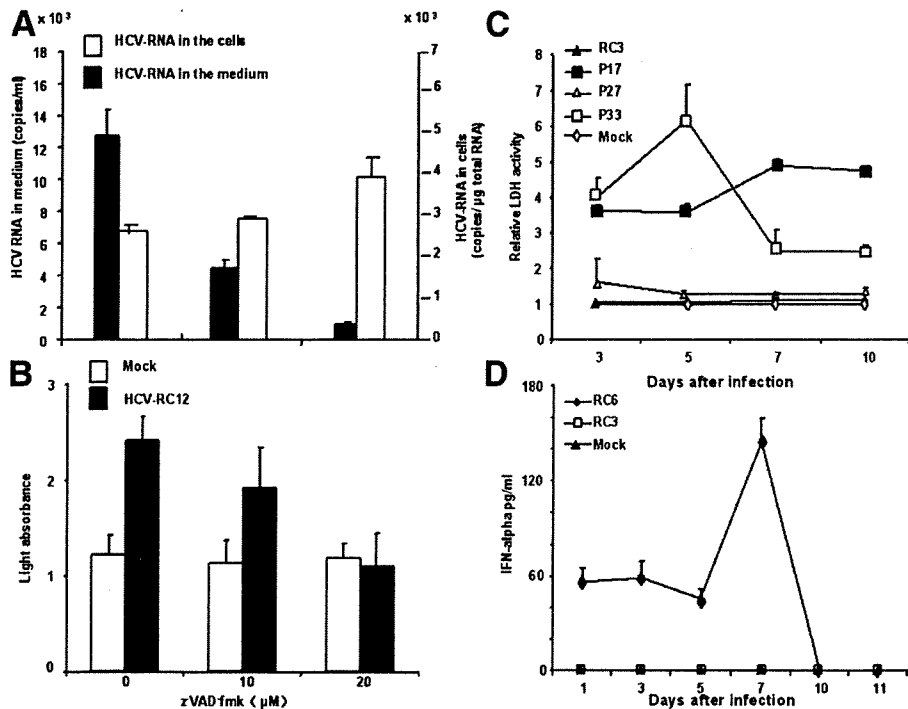 A
× 10³
HCV-RNA in the cells
HCV-RNA in the medium
× 10³
HCV RNA in medium (copies/ml)
18
16
14
12
10
8
6
4
2
0
7
6
5
4
3
2
1
0
HCV-RNA in cells
(copies/µg total RNA)
B
Mock
HCV-RC12
Light absorbance
3
2
1
0
0
10
20
zVAD-fmk (µM)
C
RC3
P17
P27
P33
Mock
Relative LDH activity
8
7
6
5
4
3
2
1
0
3
5
7
10
Days after infection
D
RC6
RC3
Mock
IFN-alpha pg/ml
180
120
60
0
1
3
5
7
10
11
Days after infection